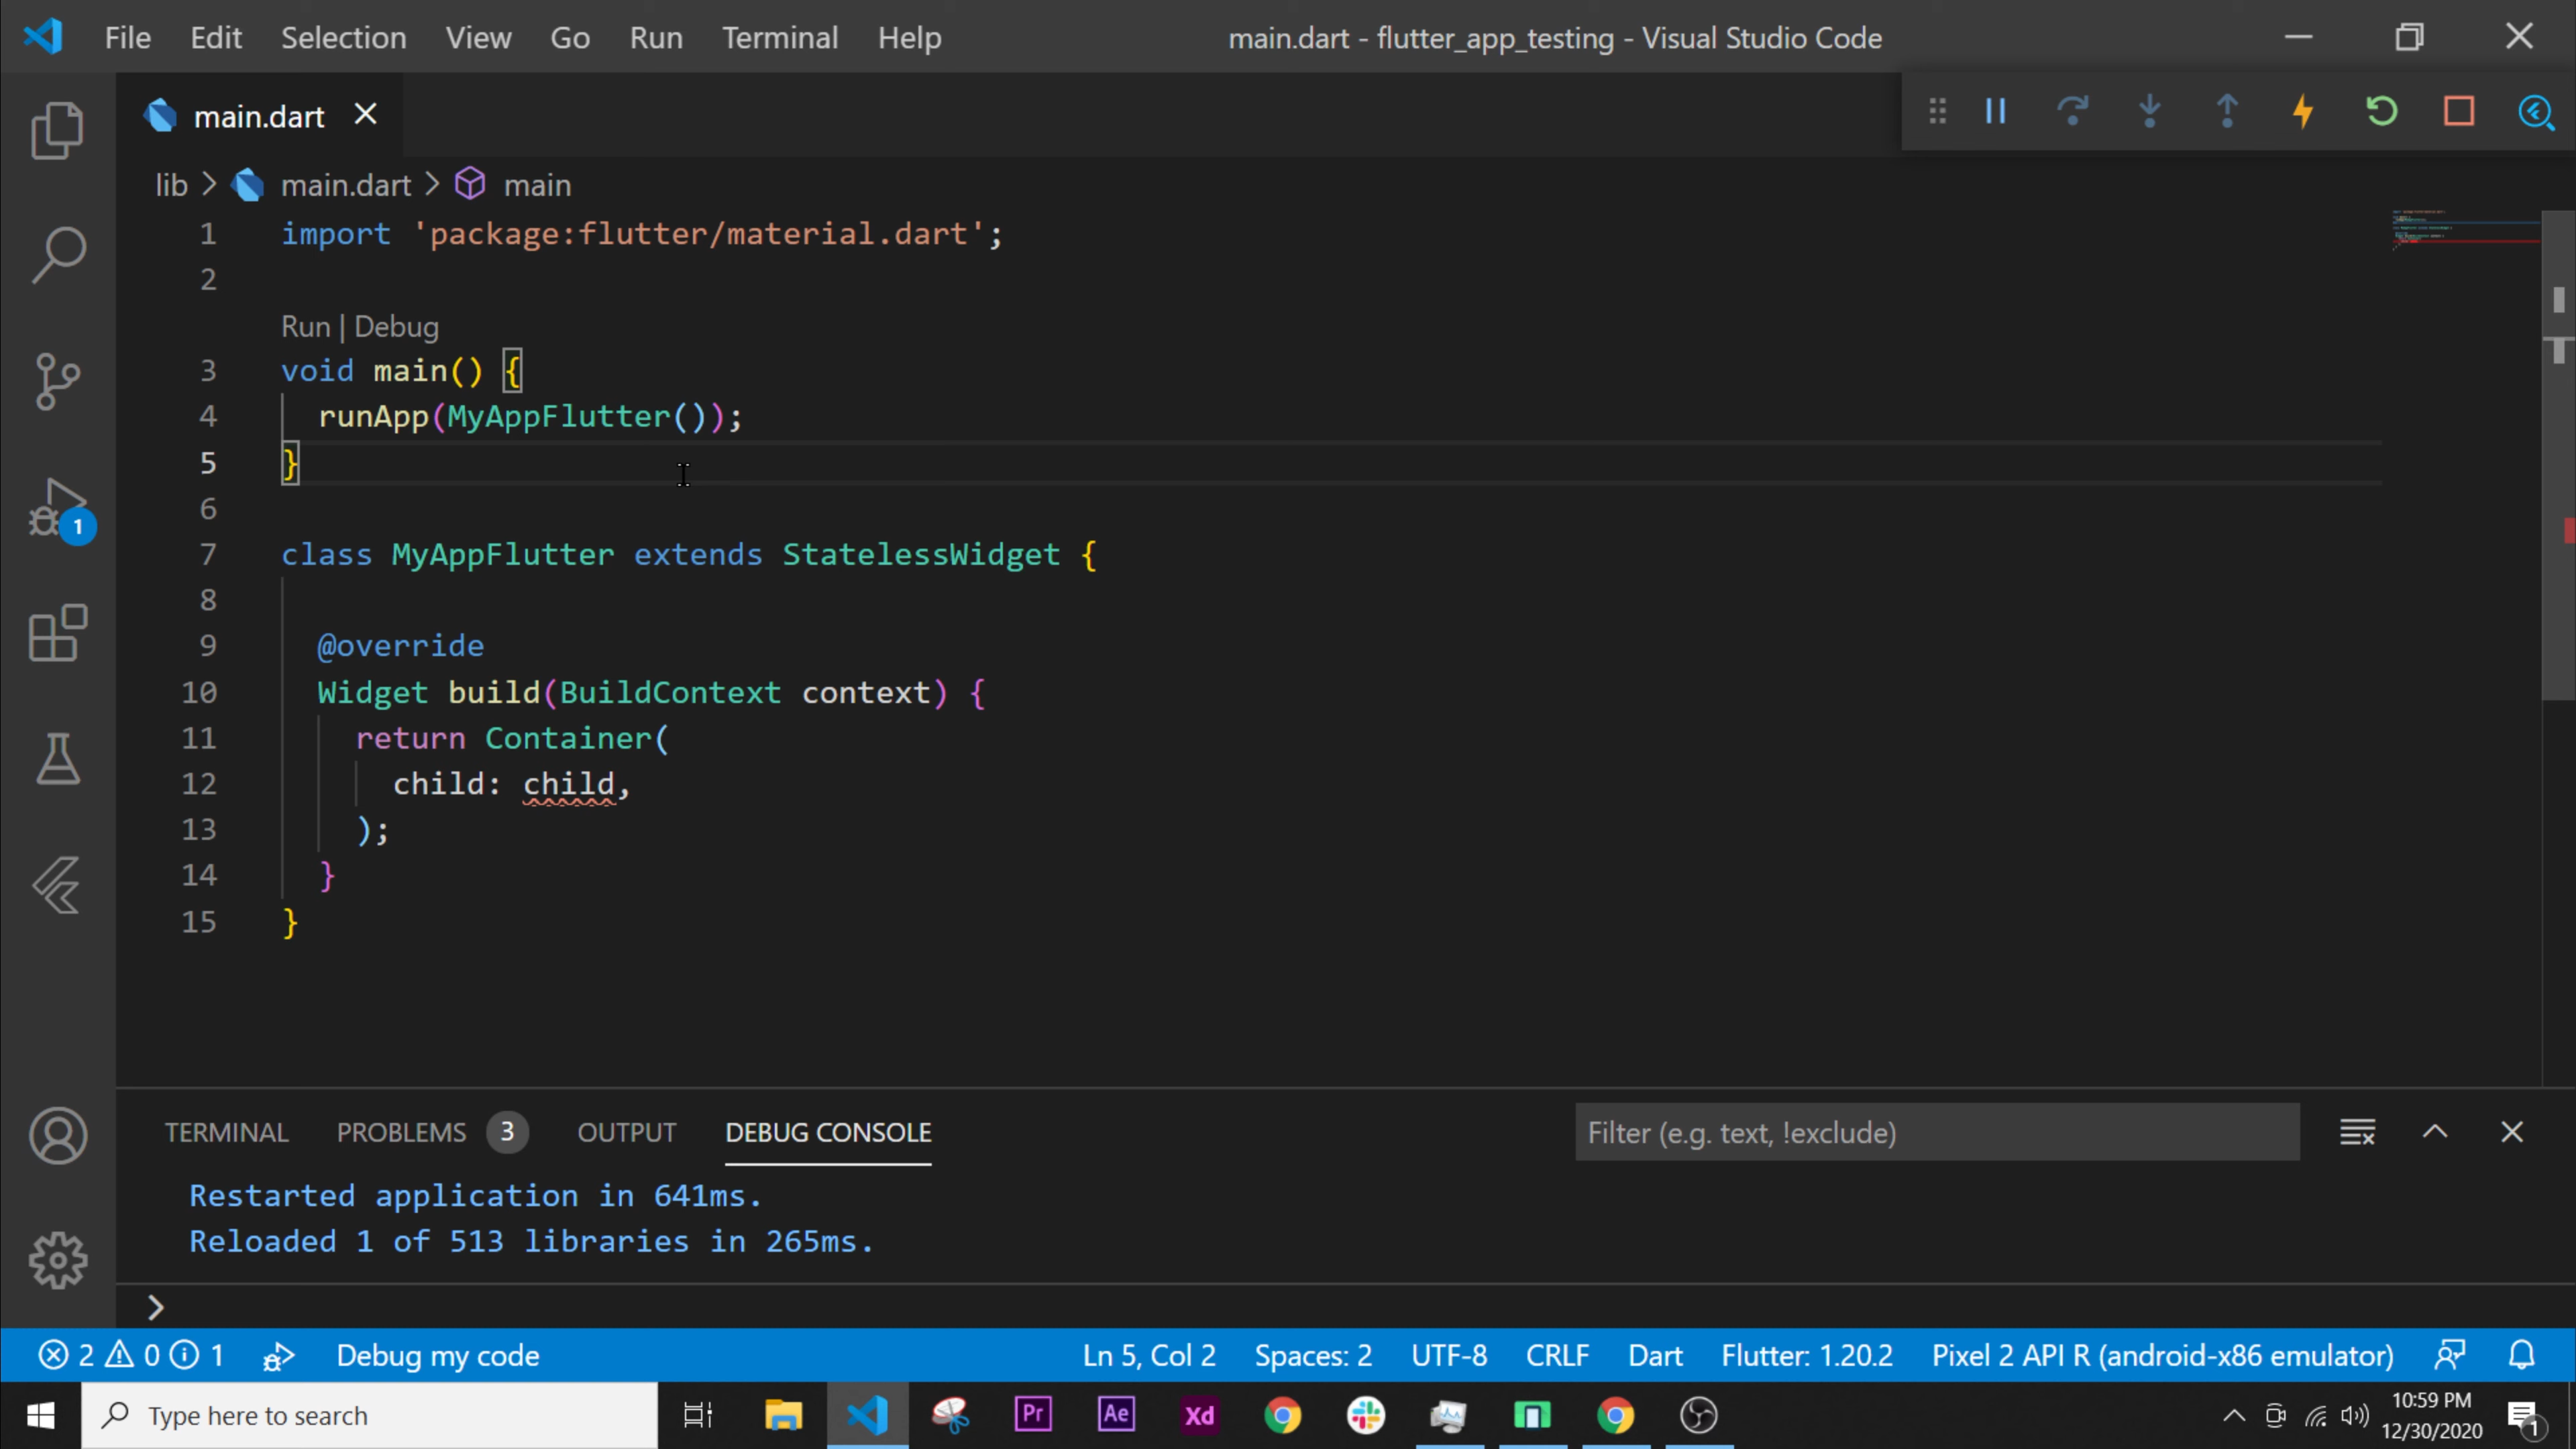 File Edit Selection View Go Run Terminal Help main.dart - flutter_app_testing - Visual Studio Code
main.dart
lib > main.dart > main
1 import 'package:flutter/material.dart';
2
Run | Debug
3 void main() {
4 runApp(MyAppFlutter());
5 }
6
7 class MyAppFlutter extends StatelessWidget {
8
9 @override
10 Widget build(BuildContext context) {
11 return Container(
12 child: child,
13 );
14 }
15 }
1
TERMINAL PROBLEMS 3 OUTPUT DEBUG CONSOLE Filter (e.g. text, !exclude)
Restarted application in 641ms.
Reloaded 1 of 513 libraries in 265ms.
>
2 0 1 Debug my code Ln 5, Col 2 Spaces: 2 UTF-8 CRLF Dart Flutter: 1.20.2 Pixel 2 API R (android-x86 emulator)
Type here to search Pr Ae Xd 10:59 PM
12/30/2020 1